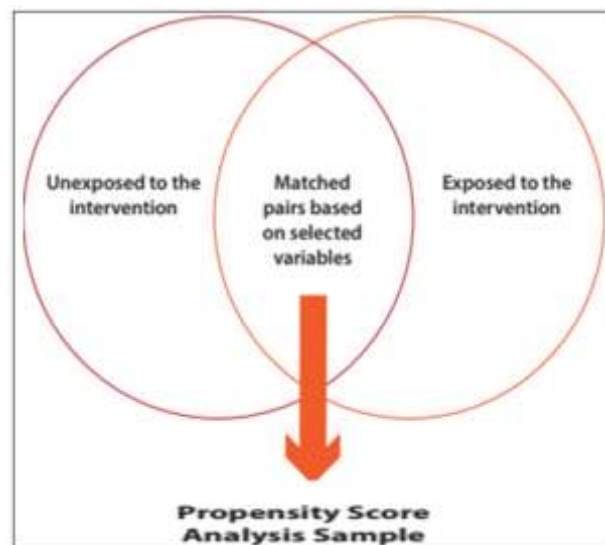 Unexposed to the
intervention
Matched
pairs based
on selected
variables
Exposed to the
intervention
Propensity Score
Analysis Sample